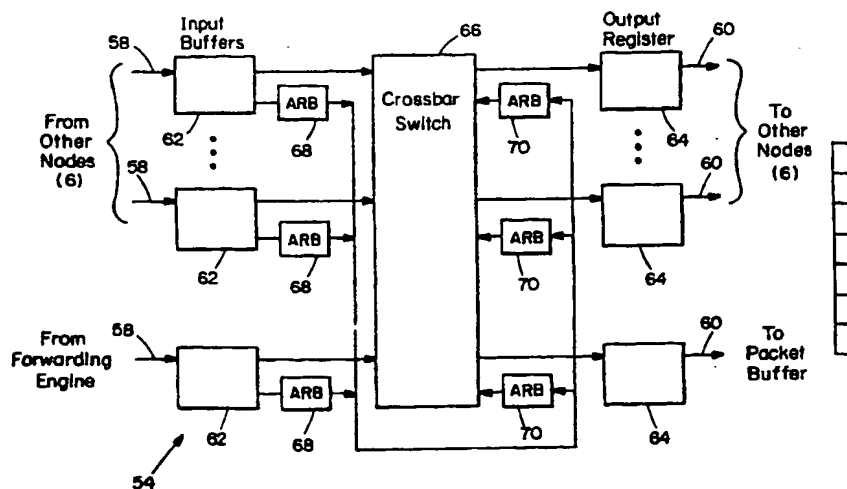 58
Input
Buffers
66
Output
Register
60
ARB
Crossbar
Switch
ARB
From
Other
Nodes
(6)
62
68
70
64
To
Other
Nodes
(6)
58
60
ARB
ARB
62
68
70
64
From
Forwarding
Engine
58
60
To
Packet
Buffer
ARB
ARB
62
68
70
64
54